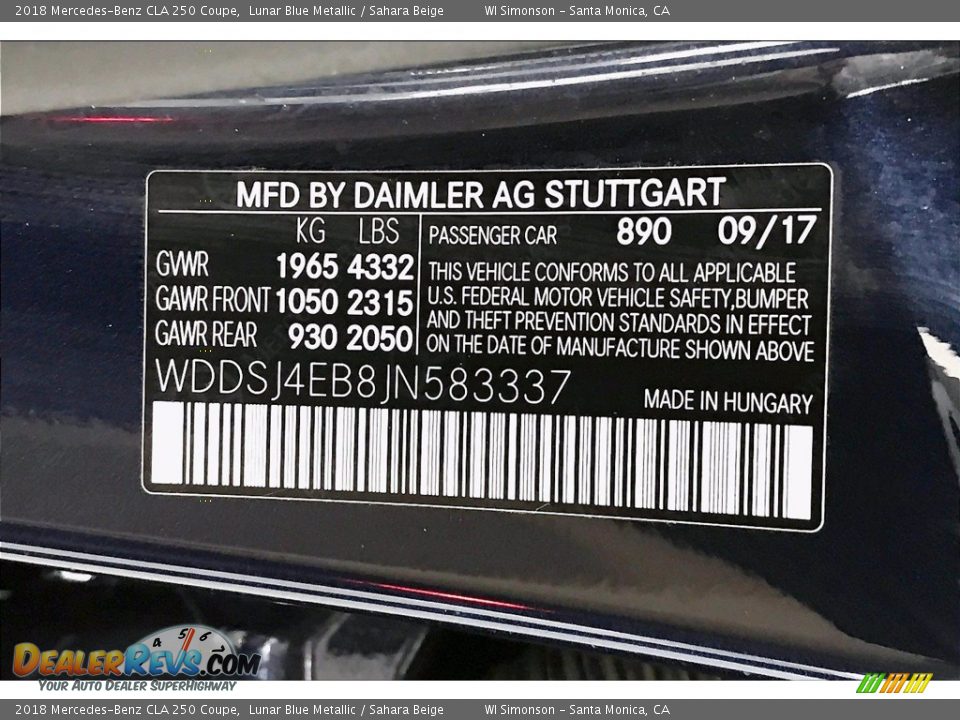 2018 Mercedes-Benz CLA 250 Coupe, Lunar Blue Metallic / Sahara Beige WI Simonson - Santa Monica, CA
MFD BY DAIMLER AG STUTTGART
KG LBS PASSENGER CAR 890 09/17
GVWR 1965 4332
GAWR FRONT 1050 2315
GAWR REAR 930 2050
THIS VEHICLE CONFORMS TO ALL APPLICABLE
U.S. FEDERAL MOTOR VEHICLE SAFETY,BUMPER
AND THEFT PREVENTION STANDARDS IN EFFECT
ON THE DATE OF MANUFACTURE SHOWN ABOVE
WDDSJ4EB8JN583337
MADE IN HUNGARY
4 5 6
DEALERREVS.COM
YOUR AUTO DEALER SUPERHIGHWAY
2018 Mercedes-Benz CLA 250 Coupe, Lunar Blue Metallic / Sahara Beige WI Simonson - Santa Monica, CA